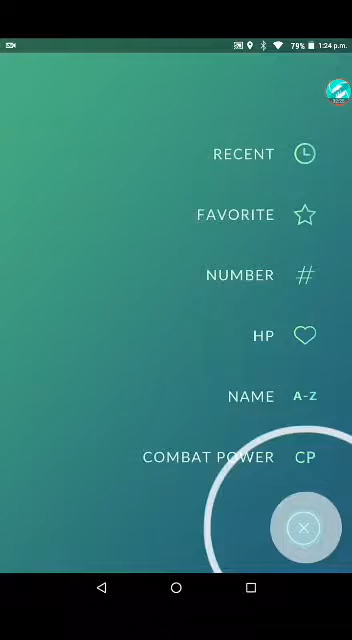 79% 1:24 p.m.
RECENT
FAVORITE
NUMBER #
HP
NAME A-Z
COMBAT POWER CP